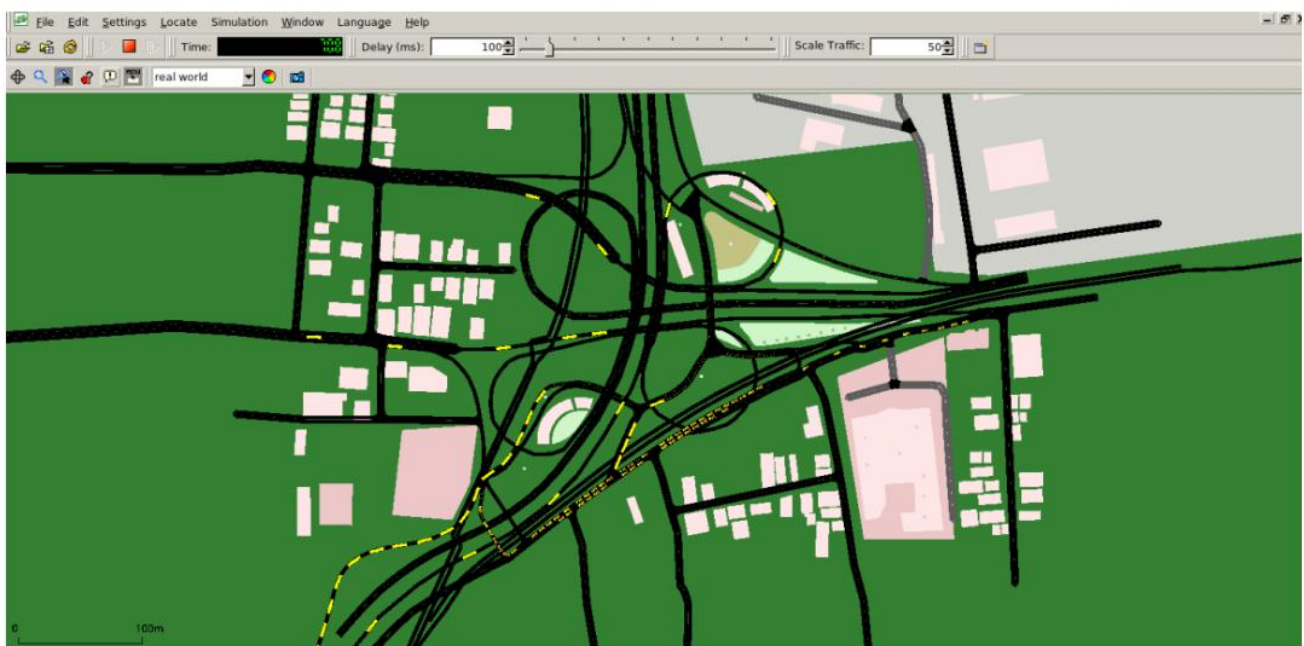 File Edit Settings Locate Simulation Window Language Help
Time: Delay (ms): 100 Scale Traffic: 50
real world
0 100m